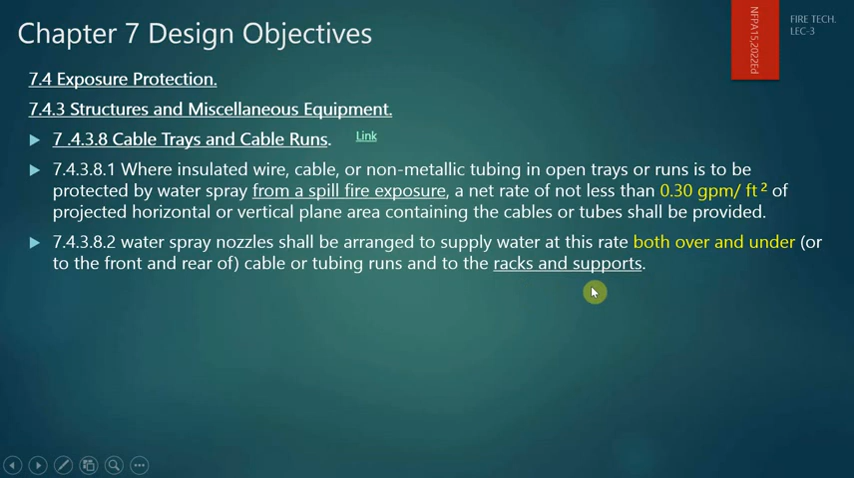 Chapter 7 Design Objectives
NFPA15,2022Ed
FIRE TECH.
LEC-3
7.4 Exposure Protection.
7.4.3 Structures and Miscellaneous Equipment.
7 .4.3.8 Cable Trays and Cable Runs. Link
7.4.3.8.1 Where insulated wire, cable, or non-metallic tubing in open trays or runs is to be
protected by water spray from a spill fire exposure, a net rate of not less than 0.30 gpm/ ft² of
projected horizontal or vertical plane area containing the cables or tubes shall be provided.
7.4.3.8.2 water spray nozzles shall be arranged to supply water at this rate both over and under (or
to the front and rear of) cable or tubing runs and to the racks and supports.